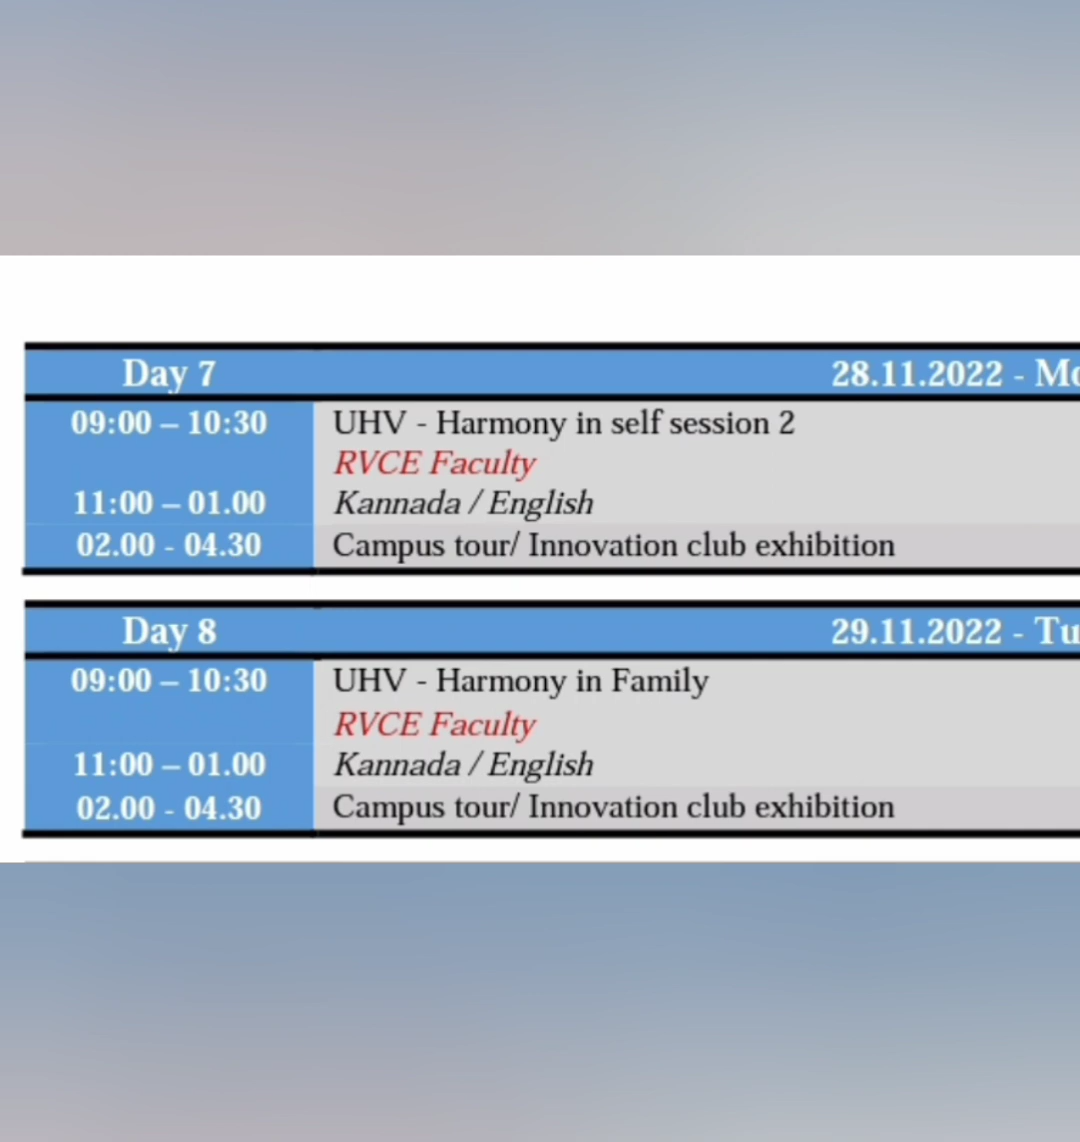 Day 7 28.11.2022 - Mo
09:00 – 10:30 UHV - Harmony in self session 2
RVCE Faculty
11:00 – 01.00 Kannada / English
02.00 - 04.30 Campus tour/ Innovation club exhibition
Day 8 29.11.2022 - Tu
09:00 – 10:30 UHV - Harmony in Family
RVCE Faculty
11:00 – 01.00 Kannada / English
02.00 - 04.30 Campus tour/ Innovation club exhibition